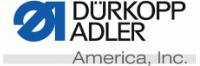 DÜRKOPP
ADLER
America, Inc.